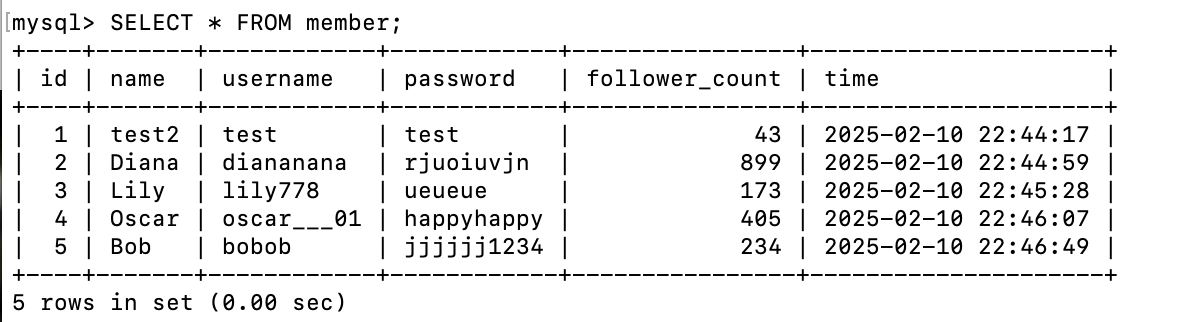 [mysql> SELECT * FROM member;
+----+-------+-------------+------------+----------------+---------------------+
| id | name  | username    | password   | follower_count | time                |
+----+-------+-------------+------------+----------------+---------------------+
|  1 | test2 | test        | test       |             43 | 2025-02-10 22:44:17 |
|  2 | Diana | diananana   | rjuoiuvjn  |            899 | 2025-02-10 22:44:59 |
|  3 | Lily  | lily778     | ueueue     |            173 | 2025-02-10 22:45:28 |
|  4 | Oscar | oscar___01  | happyhappy |            405 | 2025-02-10 22:46:07 |
|  5 | Bob   | bobob       | jjjjjj1234 |            234 | 2025-02-10 22:46:49 |
+----+-------+-------------+------------+----------------+---------------------+
5 rows in set (0.00 sec)